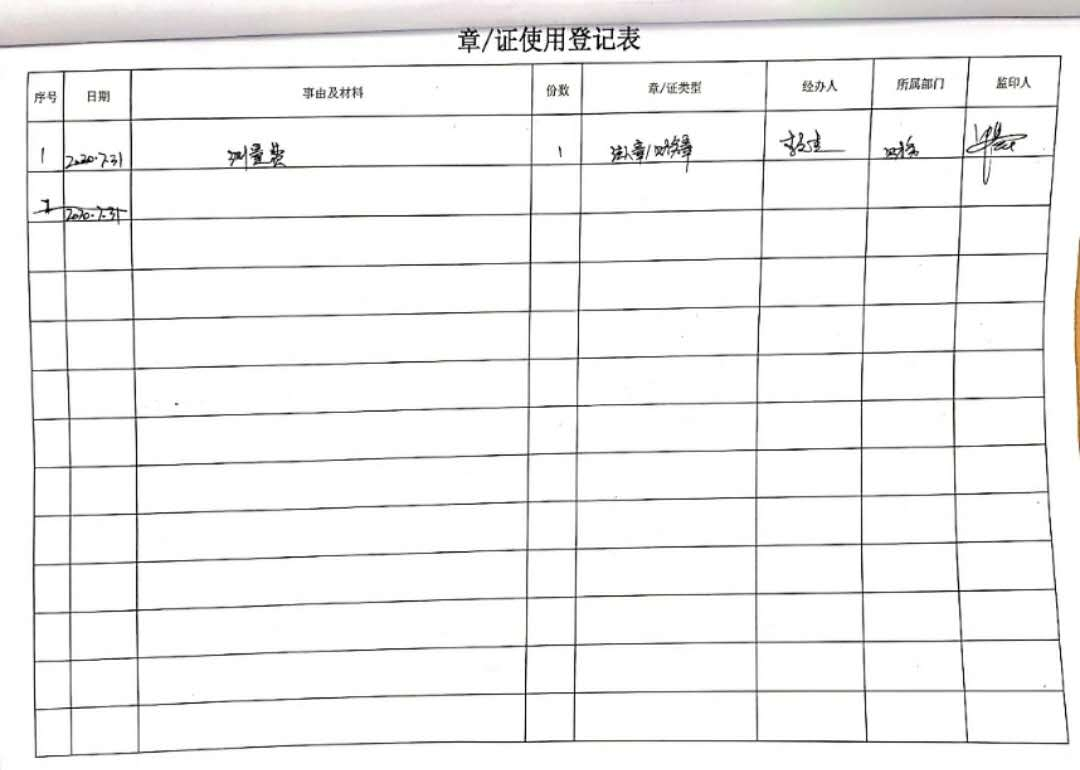 章/证使用登记表
序号 日期 事由及材料 份数 章/证类型 经办人 所属部门 监印人
1 2020.7.31 测量费 1 法人章/财务章 财务
2 2020.7.31